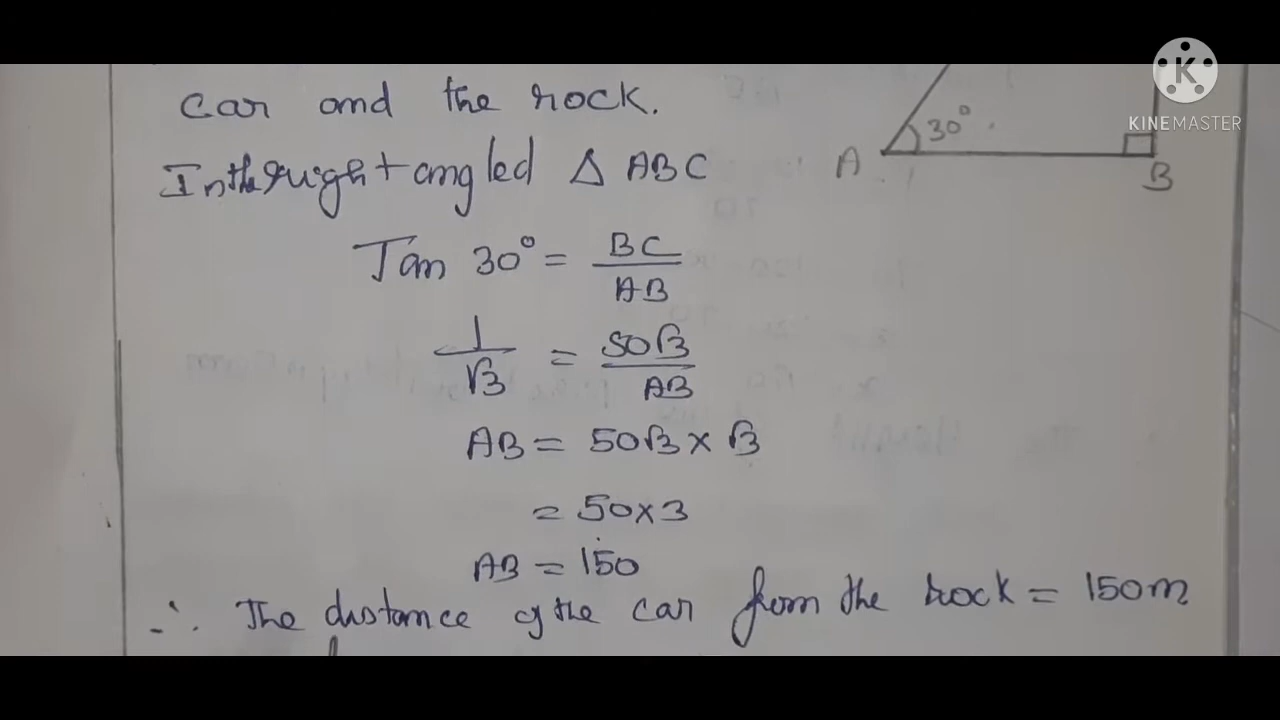 car and the rock.
In the right angled Δ ABC
Tan 30° = BC/AB
1/√3 = 50√3/AB
AB = 50√3 × √3
= 50×3
AB = 150
∴ The distance of the car from the rock = 150m
30°
A
B
K
KINEMASTER